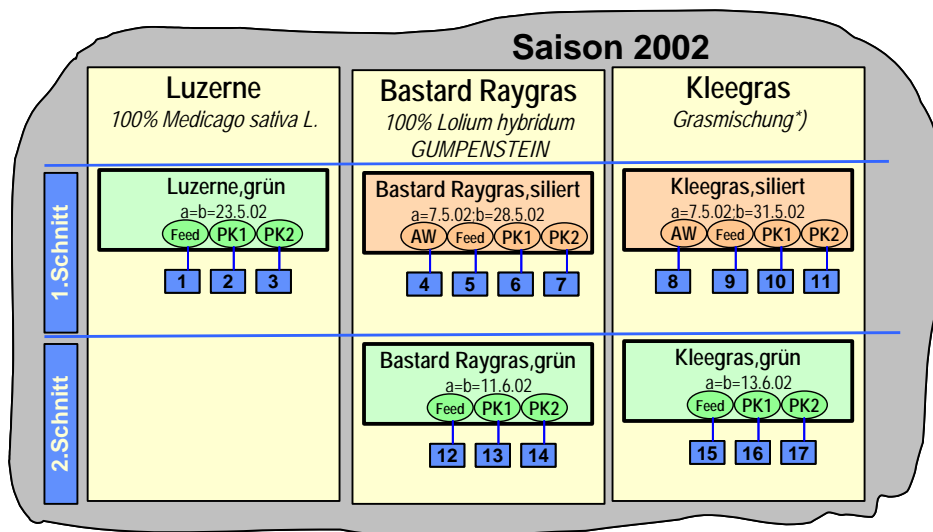 Saison 2002
Luzerne
100% Medicago sativa L.
Bastard Raygras
100% Lolium hybridum
GUMPENSTEIN
Kleegras
Grasmischung*)
1.Schnitt
Luzerne,grün
a=b=23.5.02
Feed PK1 PK2
1 2 3
Bastard Raygras,siliert
a=7.5.02;b=28.5.02
AW Feed PK1 PK2
4 5 6 7
Kleegras,siliert
a=7.5.02;b=31.5.02
AW Feed PK1 PK2
8 9 10 11
2.Schnitt
Bastard Raygras,grün
a=b=11.6.02
Feed PK1 PK2
12 13 14
Kleegras,grün
a=b=13.6.02
Feed PK1 PK2
15 16 17